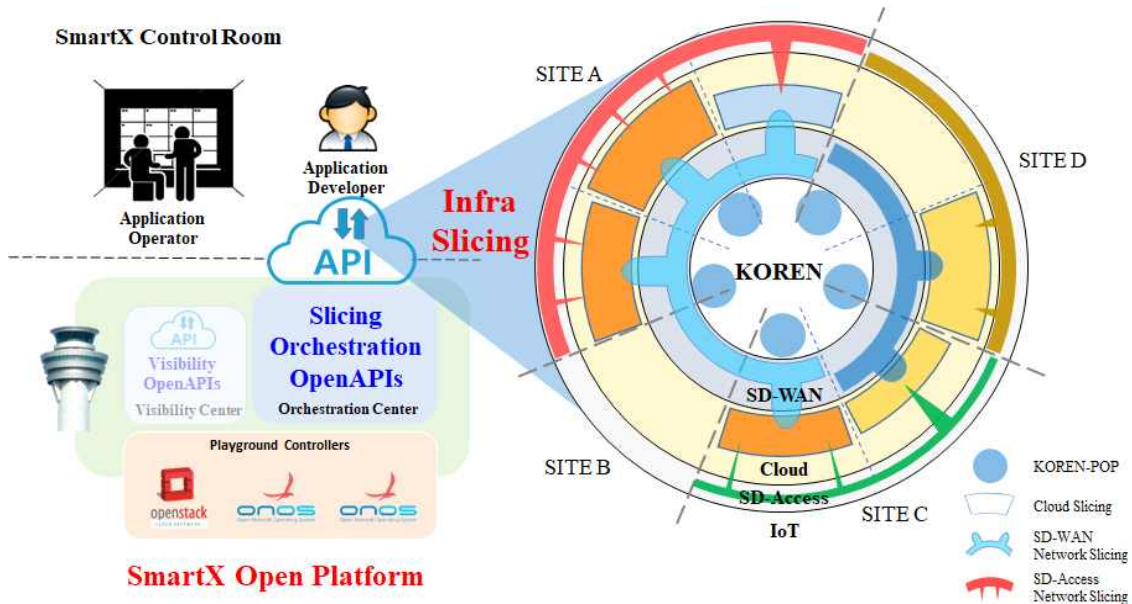 SmartX Control Room
Application
Operator
Application
Developer
API
Infra
Slicing
API
Visibility
OpenAPIs
Visibility Center
Slicing
Orchestration
OpenAPIs
Orchestration Center
Playground Controllers
openstack
onos
onos
SmartX Open Platform
SITE A
SITE D
SITE B
SITE C
KOREN
SD-WAN
Cloud
SD-Access
IoT
KOREN-POP
Cloud Slicing
SD-WAN
Network Slicing
SD-Access
Network Slicing